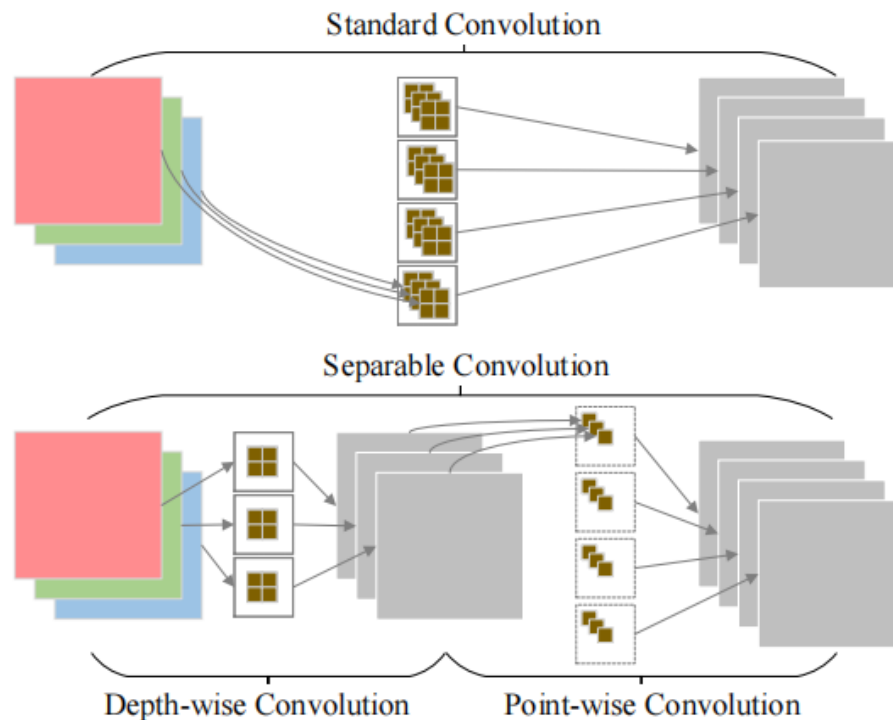 Standard Convolution
Separable Convolution
Depth-wise Convolution
Point-wise Convolution